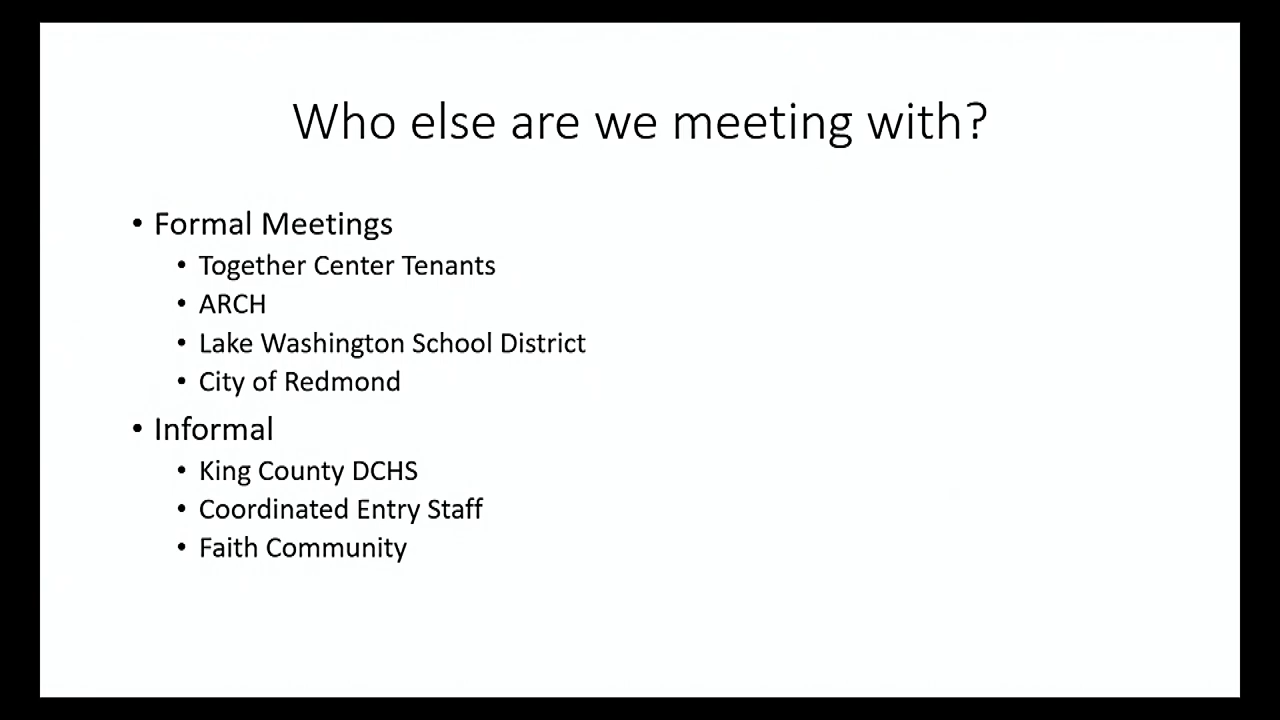 Who else are we meeting with?
• Formal Meetings
• Together Center Tenants
• ARCH
• Lake Washington School District
• City of Redmond
• Informal
• King County DCHS
• Coordinated Entry Staff
• Faith Community